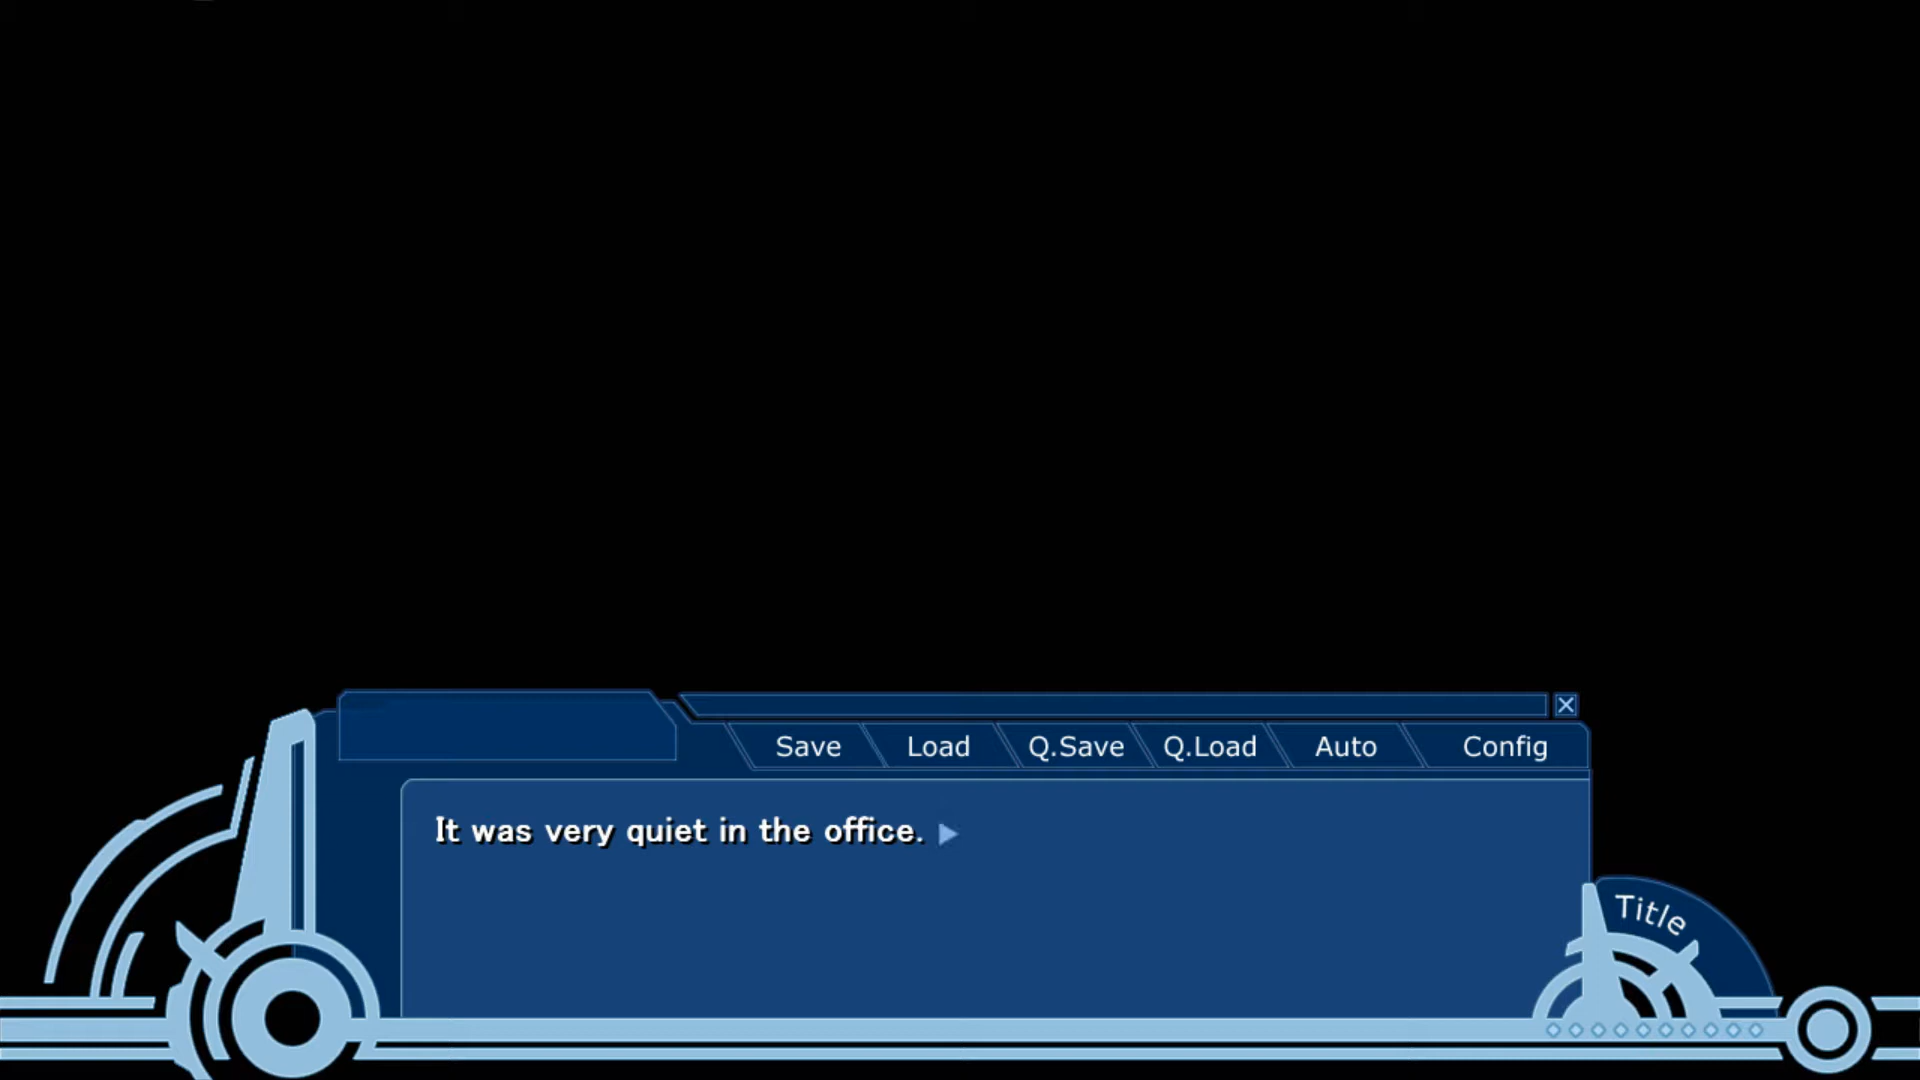 Save Load Q.Save Q.Load Auto Config
It was very quiet in the office.
Title